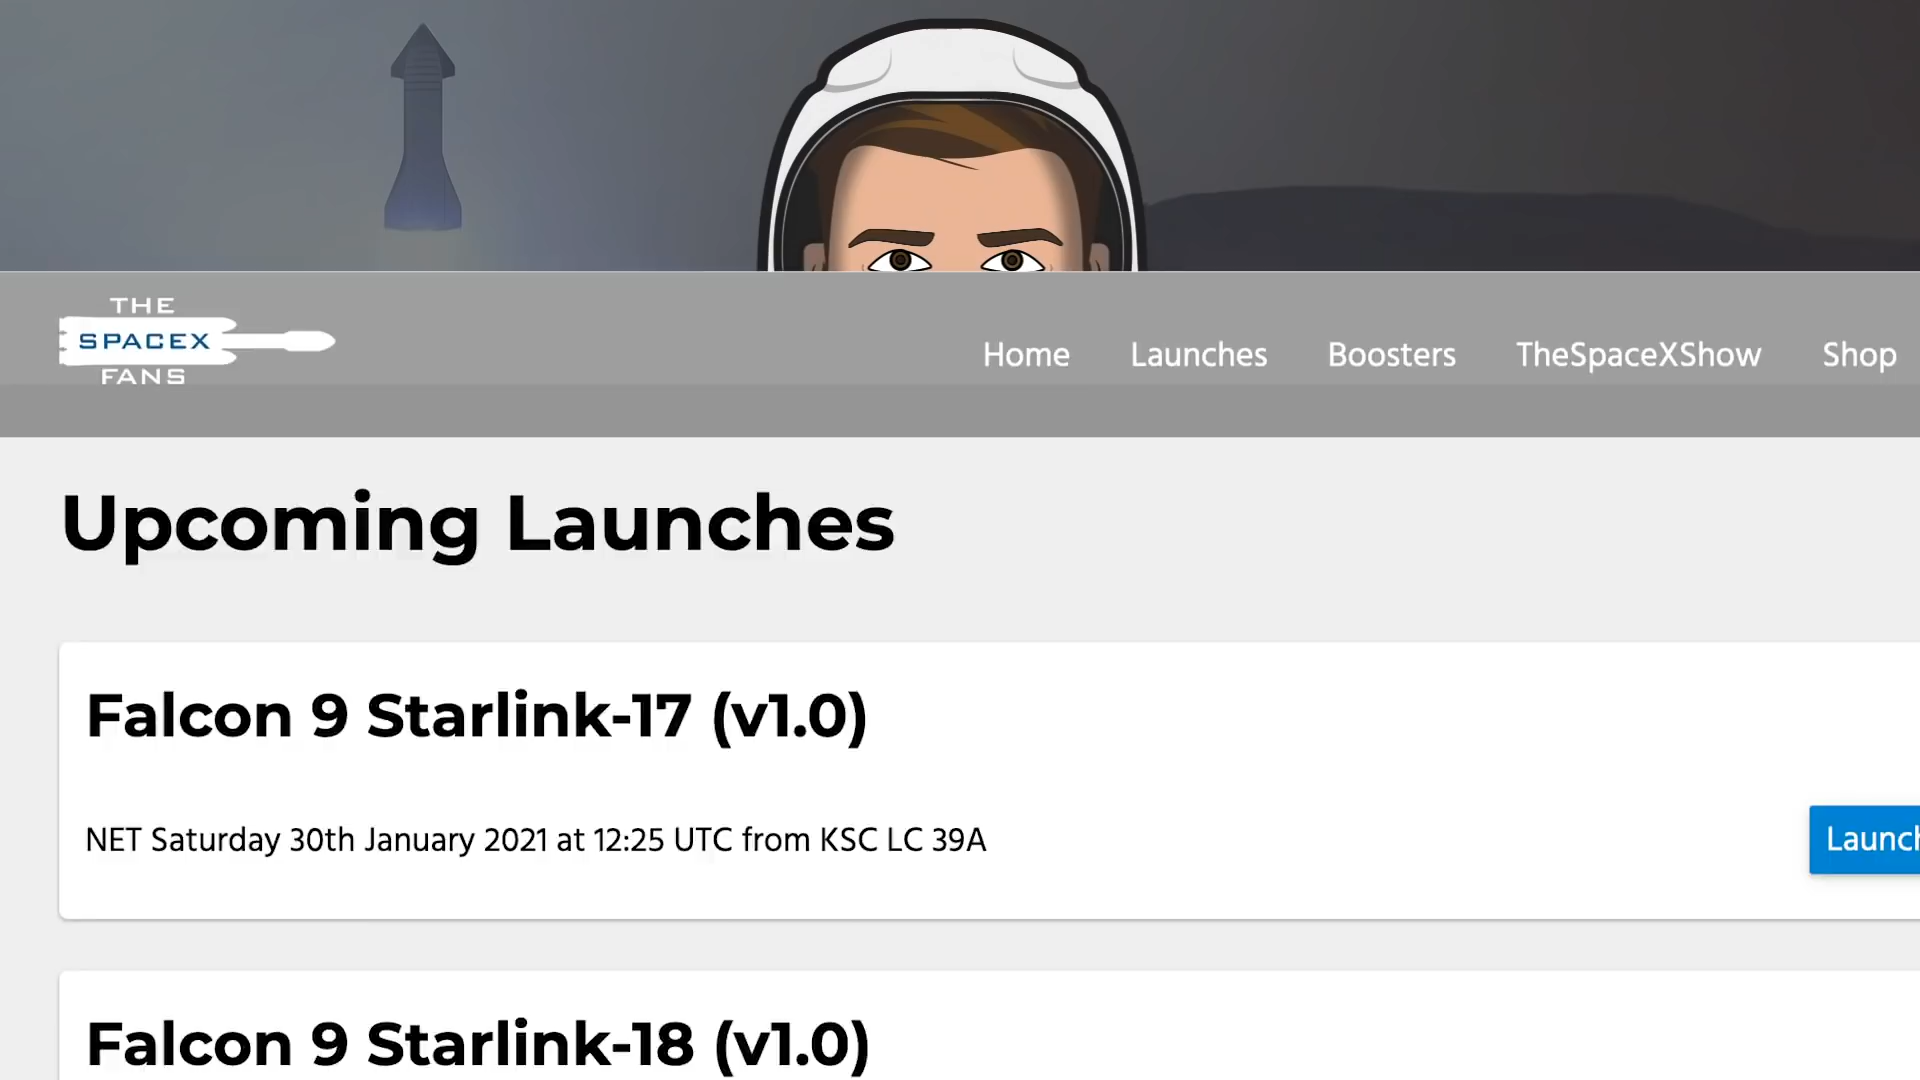 THE
SPACEX
FANS
Home Launches Boosters TheSpaceXShow Shop
Upcoming Launches
Falcon 9 Starlink-17 (v1.0)
NET Saturday 30th January 2021 at 12:25 UTC from KSC LC 39A
Launch
Falcon 9 Starlink-18 (v1.0)